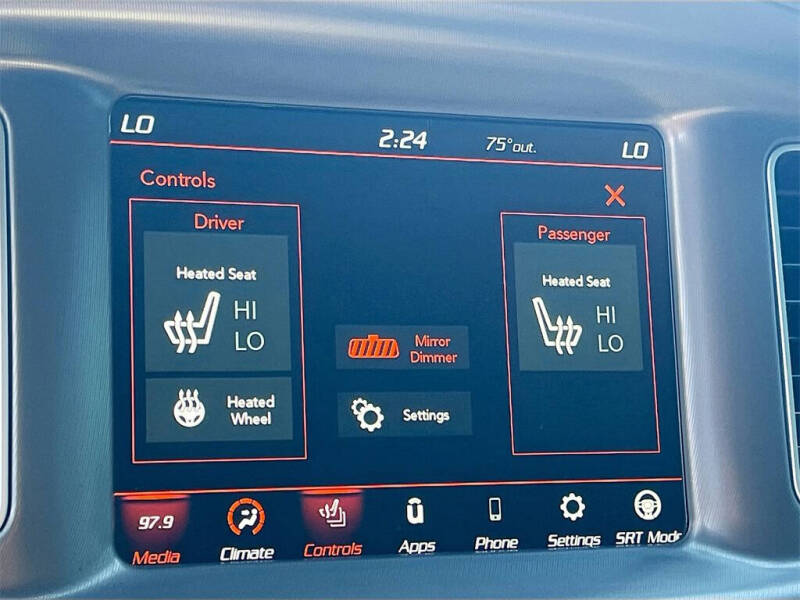 LO 2:24 75° out. LO
Controls
Driver
Heated Seat
HI
LO
Heated
Wheel
Mirror
Dimmer
Settings
Passenger
Heated Seat
HI
LO
97.9
Media Climate Controls Apps Phone Settings SRT Mode